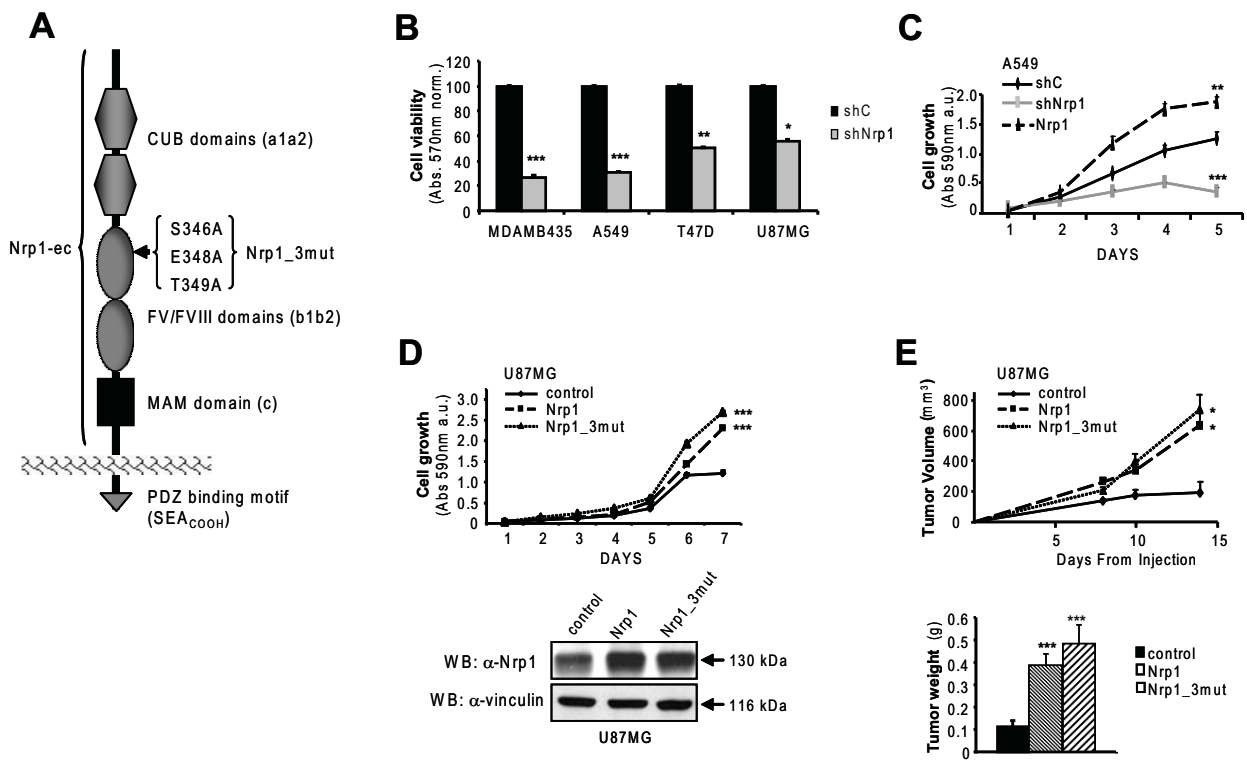 A
CUB domains (a1a2)
S346A
E348A
T349A
Nrp1-ec
Nrp1_3mut
FV/FVIII domains (b1b2)
MAM domain (c)
PDZ binding motif
(SEACOOH)
B
Cell viability
(Abs. 570nm norm.)
120
100
80
60
40
20
0
***
***
**
*
MDAMB435
A549
T47D
U87MG
shC
shNrp1
C
A549
shC
shNrp1
Nrp1
Cell growth
(Abs 590nm a.u.)
2.0
1.5
1.0
0.5
0
**
***
1 2 3 4 5
DAYS
D
U87MG
control
Nrp1
Nrp1_3mut
Cell growth
(Abs 590nm a.u.)
3.0
2.5
2.0
1.5
1.0
0.5
0
***
***
1 2 3 4 5 6 7
DAYS
control
Nrp1
Nrp1_3mut
WB: α-Nrp1
130 kDa
WB: α-vinculin
116 kDa
U87MG
E
U87MG
control
Nrp1
Nrp1_3mut
Tumor Volume (mm³)
800
600
400
200
0
*
*
5 10 15
Days From Injection
Tumor weight (g)
0.6
0.5
0.4
0.3
0.2
0.1
0
***
***
control
Nrp1
Nrp1_3mut